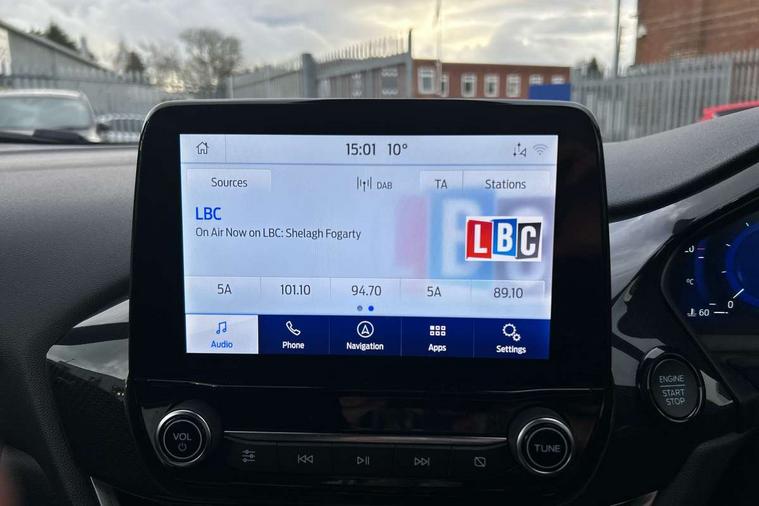 15:01 10°
Sources DAB TA Stations
LBC
On Air Now on LBC: Shelagh Fogarty
LBC
5A 101.10 94.70 5A 89.10
Audio Phone Navigation Apps Settings
VOL
TUNE
ENGINE
START
STOP
°C
60
0